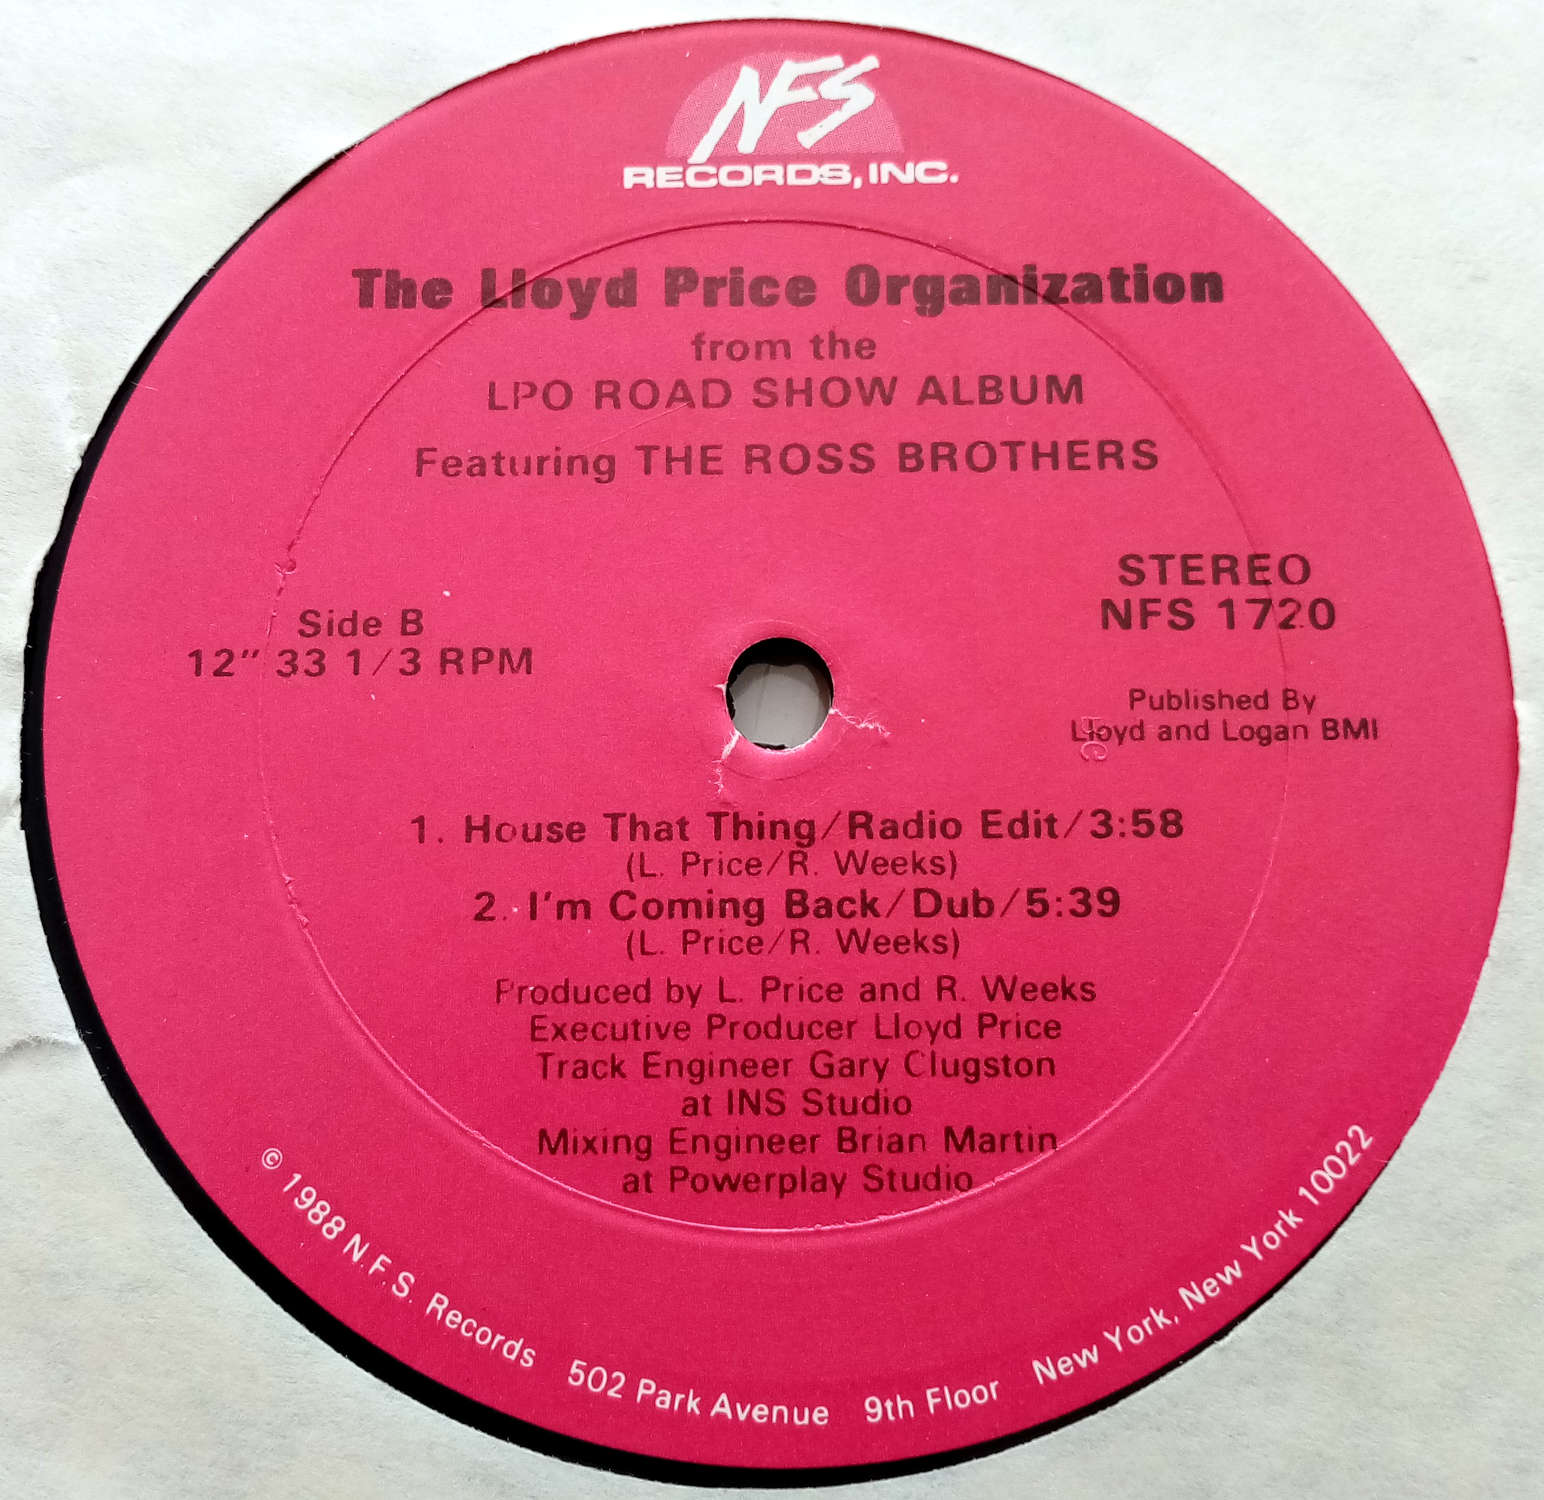 NFS
RECORDS, INC.
The Lloyd Price Organization
from the
LPO ROAD SHOW ALBUM
Featuring THE ROSS BROTHERS
STEREO
NFS 1720
Side B
12" 33 1/3 RPM
Published By
Lloyd and Logan BMI
1. House That Thing/Radio Edit/3:58
(L. Price/R. Weeks)
2. I'm Coming Back/Dub/5:39
(L. Price/R. Weeks)
Produced by L. Price and R. Weeks
Executive Producer Lloyd Price
Track Engineer Gary Clugston
at INS Studio
Mixing Engineer Brian Martin
at Powerplay Studio
© 1988 N.F.S. Records 502 Park Avenue 9th Floor New York, New York 10022